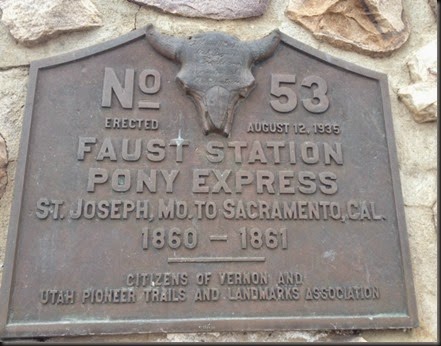 Nº 53
ERECTED AUGUST 12, 1935
FAUST STATION
PONY EXPRESS
ST. JOSEPH, MO. TO SACRAMENTO, CAL.
1860 – 1861
CITIZENS OF VERNON AND
UTAH PIONEER TRAILS AND LANDMARKS ASSOCIATION